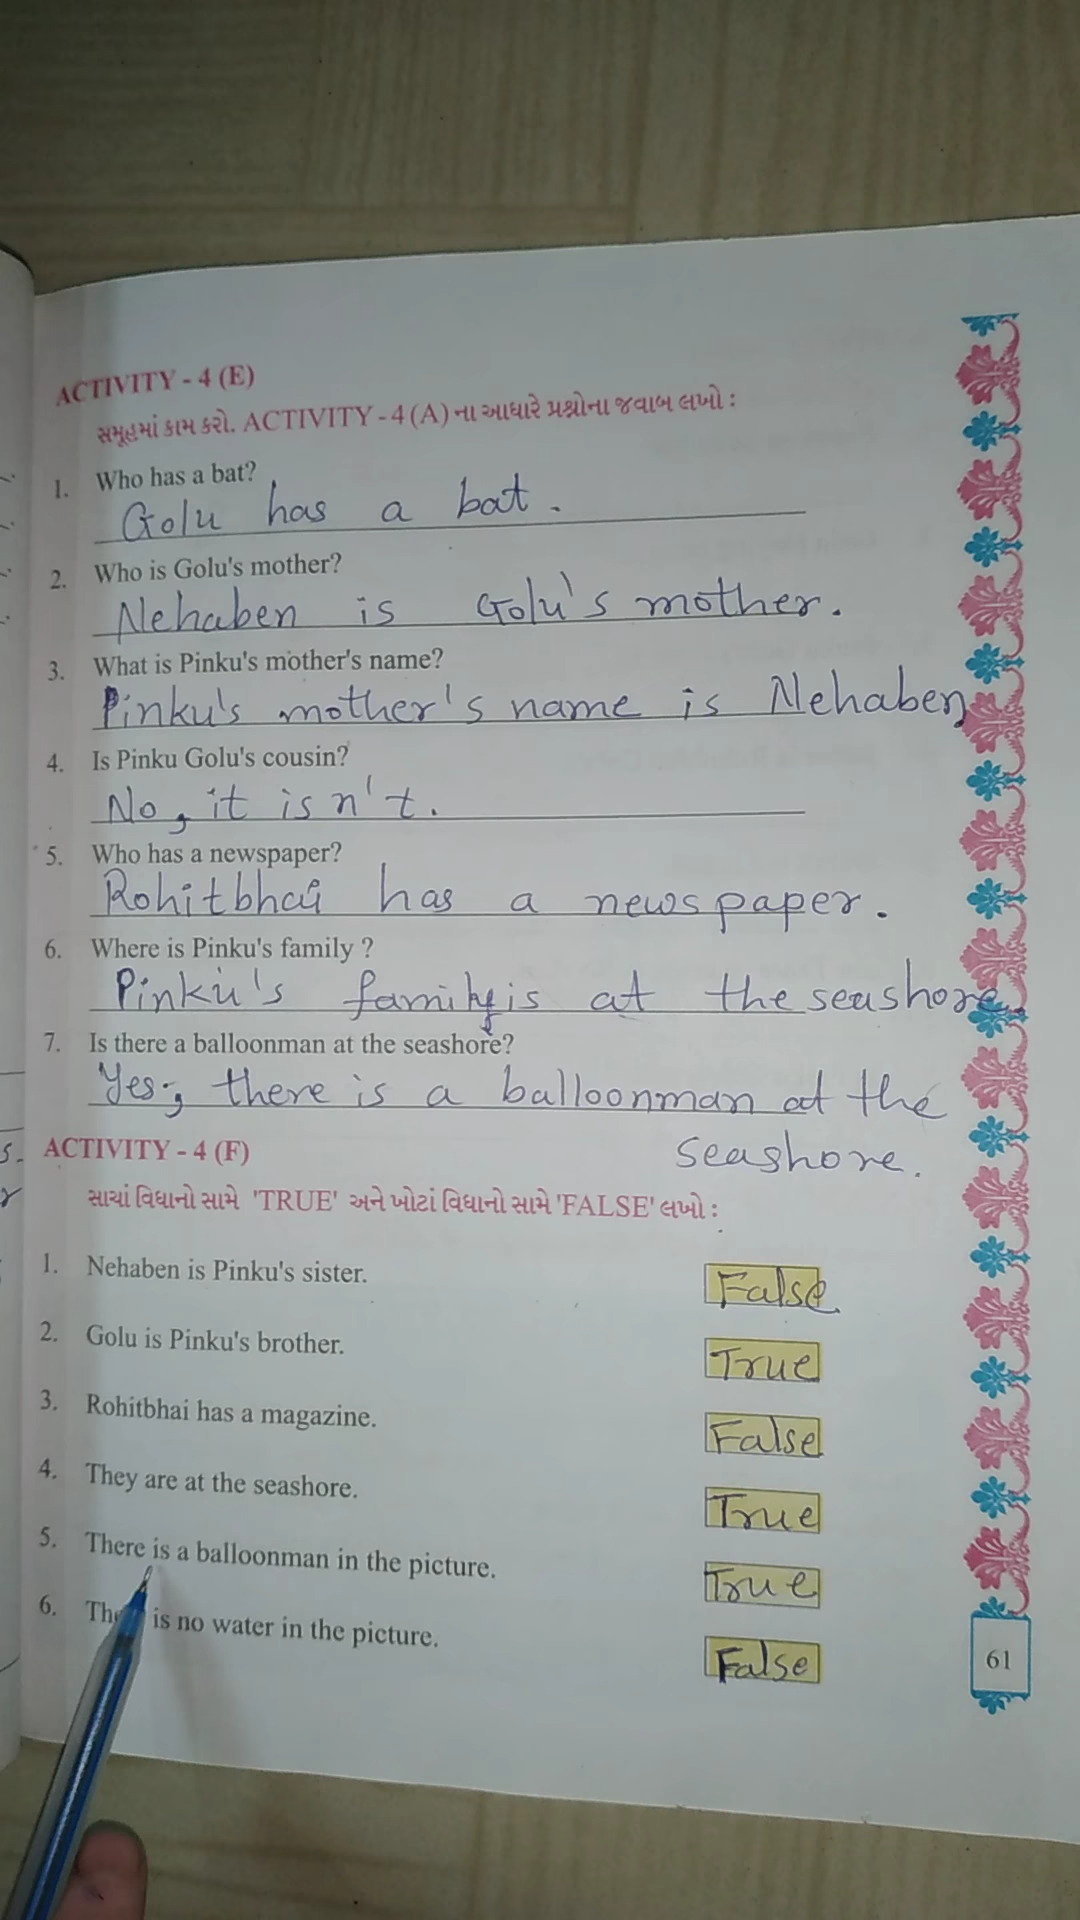 ACTIVITY - 4 (E)
સમૂહમાં કામ કરો. ACTIVITY - 4 (A) ના આધારે પ્રશ્નોના જવાબ લખો :
1. Who has a bat?
Golu has a bat.
2. Who is Golu's mother?
Nehaben is Golu's mother.
3. What is Pinku's mother's name?
Pinku's mother's name is Nehaben
4. Is Pinku Golu's cousin?
No, it isn't.
5. Who has a newspaper?
Rohitbhai has a newspaper.
6. Where is Pinku's family ?
Pinku's family is at the seashore.
7. Is there a balloonman at the seashore?
Yes, there is a balloonman at the
seashore.
ACTIVITY - 4 (F)
સાચાં વિધાનો સામે 'TRUE' અને ખોટાં વિધાનો સામે 'FALSE' લખો :
1. Nehaben is Pinku's sister. False
2. Golu is Pinku's brother. True
3. Rohitbhai has a magazine. False
4. They are at the seashore. True
5. There is a balloonman in the picture. True
6. is no water in the picture. False
61